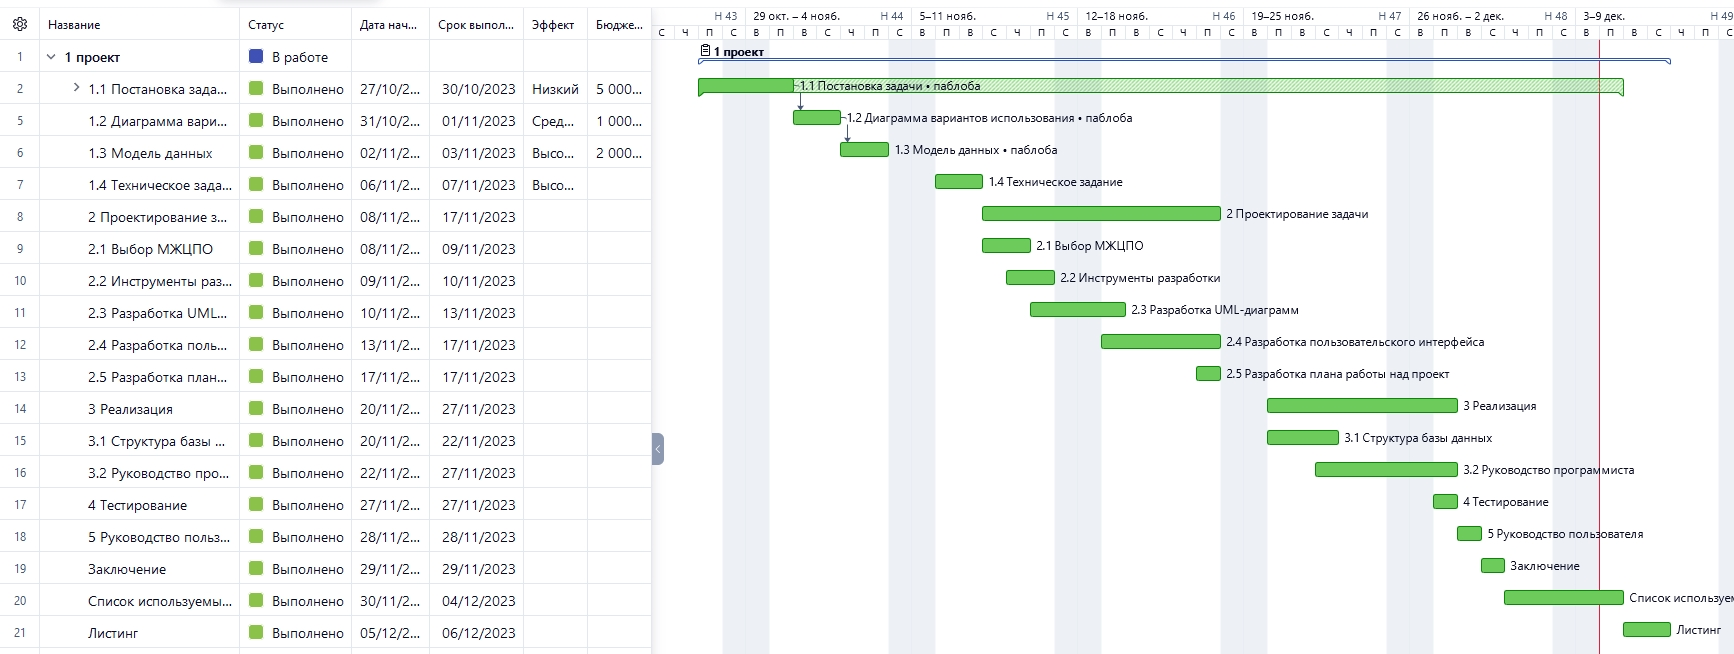 Название Статус Дата нач... Срок выпол... Эффект Бюдже...
Н 43 29 окт. – 4 нояб. Н 44 5–11 нояб. Н 45 12–18 нояб. Н 46 19–25 нояб. Н 47 26 нояб. – 2 дек. Н 48 3–9 дек. Н 49
С Ч П С В П В С Ч П С В П В С Ч П С В П В С Ч П С В П В С Ч П С В П В С Ч П С В П В С Ч П С
1 1 проект В работе
1 проект
2 1.1 Постановка зада... Выполнено 27/10/2... 30/10/2023 Низкий 5 000...
1.1 Постановка задачи • паблоба
5 1.2 Диаграмма вари... Выполнено 31/10/2... 01/11/2023 Сред... 1 000...
1.2 Диаграмма вариантов использования • паблоба
6 1.3 Модель данных Выполнено 02/11/2... 03/11/2023 Высо... 2 000...
1.3 Модель данных • паблоба
7 1.4 Техническое зада... Выполнено 06/11/2... 07/11/2023 Высо...
1.4 Техническое задание
8 2 Проектирование з... Выполнено 08/11/2... 17/11/2023
2 Проектирование задачи
9 2.1 Выбор МЖЦПО Выполнено 08/11/2... 09/11/2023
2.1 Выбор МЖЦПО
10 2.2 Инструменты раз... Выполнено 09/11/2... 10/11/2023
2.2 Инструменты разработки
11 2.3 Разработка UML... Выполнено 10/11/2... 13/11/2023
2.3 Разработка UML-диаграмм
12 2.4 Разработка поль... Выполнено 13/11/2... 17/11/2023
2.4 Разработка пользовательского интерфейса
13 2.5 Разработка план... Выполнено 17/11/2... 17/11/2023
2.5 Разработка плана работы над проект
14 3 Реализация Выполнено 20/11/2... 27/11/2023
3 Реализация
15 3.1 Структура базы ... Выполнено 20/11/2... 22/11/2023
3.1 Структура базы данных
16 3.2 Руководство про... Выполнено 22/11/2... 27/11/2023
3.2 Руководство программиста
17 4 Тестирование Выполнено 27/11/2... 27/11/2023
4 Тестирование
18 5 Руководство польз... Выполнено 28/11/2... 28/11/2023
5 Руководство пользователя
19 Заключение Выполнено 29/11/2... 29/11/2023
Заключение
20 Список используемы... Выполнено 30/11/2... 04/12/2023
Список используем
21 Листинг Выполнено 05/12/2... 06/12/2023
Листинг